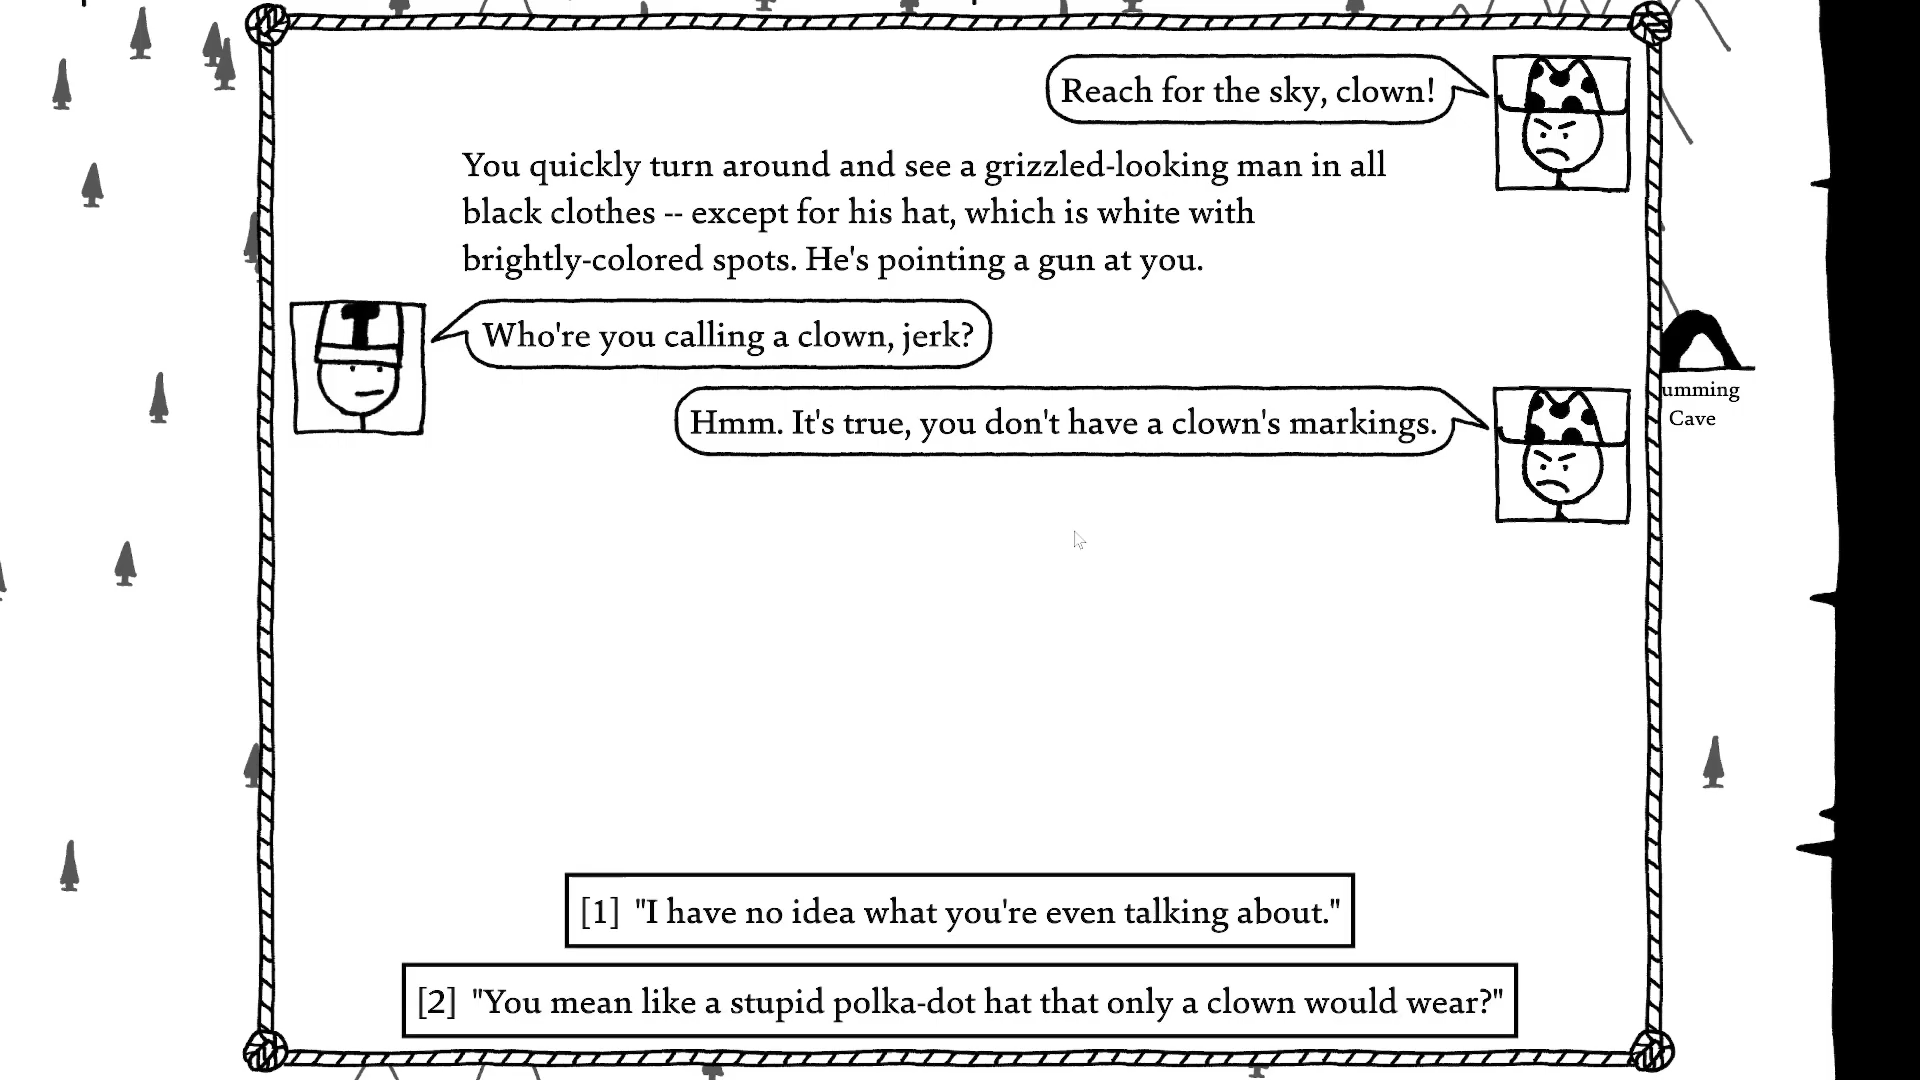 Reach for the sky, clown!
You quickly turn around and see a grizzled-looking man in all
black clothes -- except for his hat, which is white with
brightly-colored spots. He's pointing a gun at you.
Who're you calling a clown, jerk?
Hmm. It's true, you don't have a clown's markings.
umming
Cave
[1] "I have no idea what you're even talking about."
[2] "You mean like a stupid polka-dot hat that only a clown would wear?"